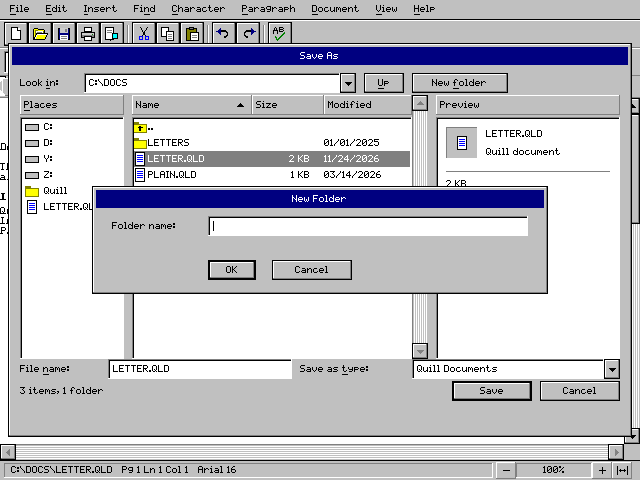 File Edit Insert Find Character Paragraph Document View Help
AB
Save As
Look in: C:\DOCS Up New folder
Places Name Size Modified Preview
C: ..
D: LETTERS 01/01/2025 LETTER.QLD
Y: LETTER.QLD 2 KB 11/24/2026 Quill document
Z: PLAIN.QLD 1 KB 03/14/2026
Quill 2 KB
LETTER.QL
New Folder
Folder name:
OK Cancel
File name: LETTER.QLD Save as type: Quill Documents
3 items, 1 folder Save Cancel
C:\DOCS\LETTER.QLD Pg 1 Ln 1 Col 1 Arial 16 100%